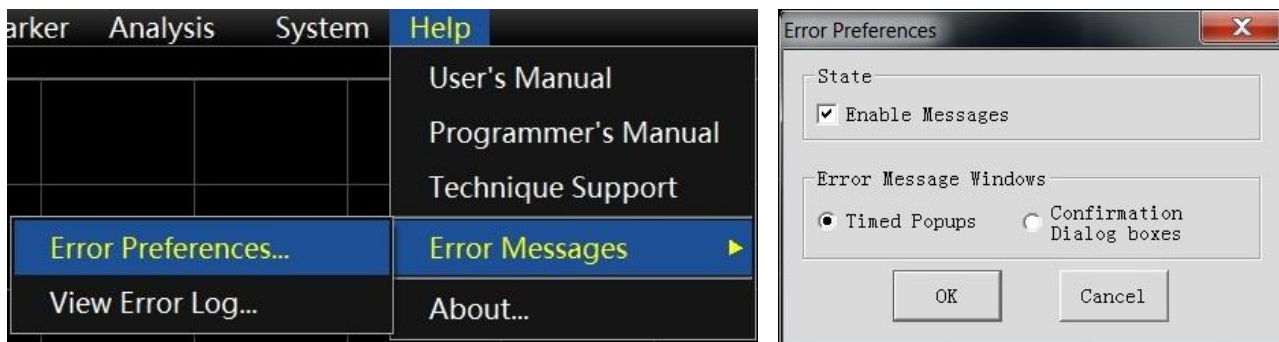 arker Analysis System Help
User's Manual
Programmer's Manual
Technique Support
Error Messages
About...
Error Preferences...
View Error Log...
Error Preferences
State
Enable Messages
Error Message Windows
Timed Popups
Confirmation
Dialog boxes
OK Cancel